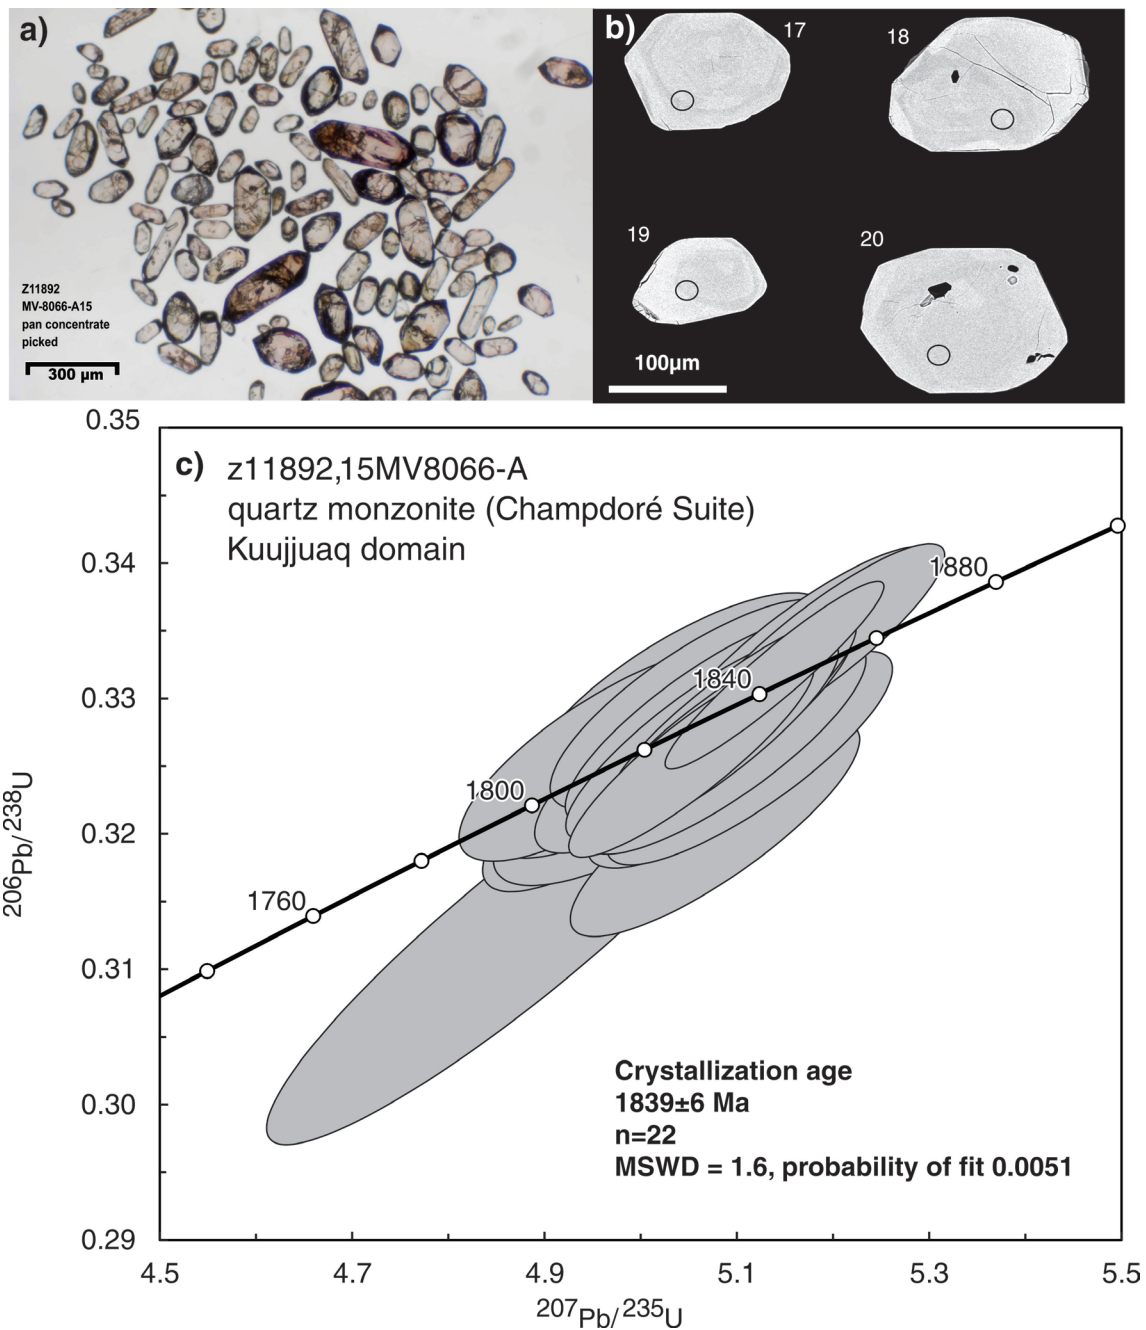 a)
Z11892
MV-8066-A15
pan concentrate
picked
300 µm
b)
17
18
19
20
100µm
c) z11892,15MV8066-A
quartz monzonite (Champdoré Suite)
Kuujjuaq domain
0.35
0.34
0.33
0.32
0.31
0.30
0.29
206Pb/238U
1880
1840
1800
1760
Crystallization age
1839±6 Ma
n=22
MSWD = 1.6, probability of fit 0.0051
4.5 4.7 4.9 5.1 5.3 5.5
207Pb/235U